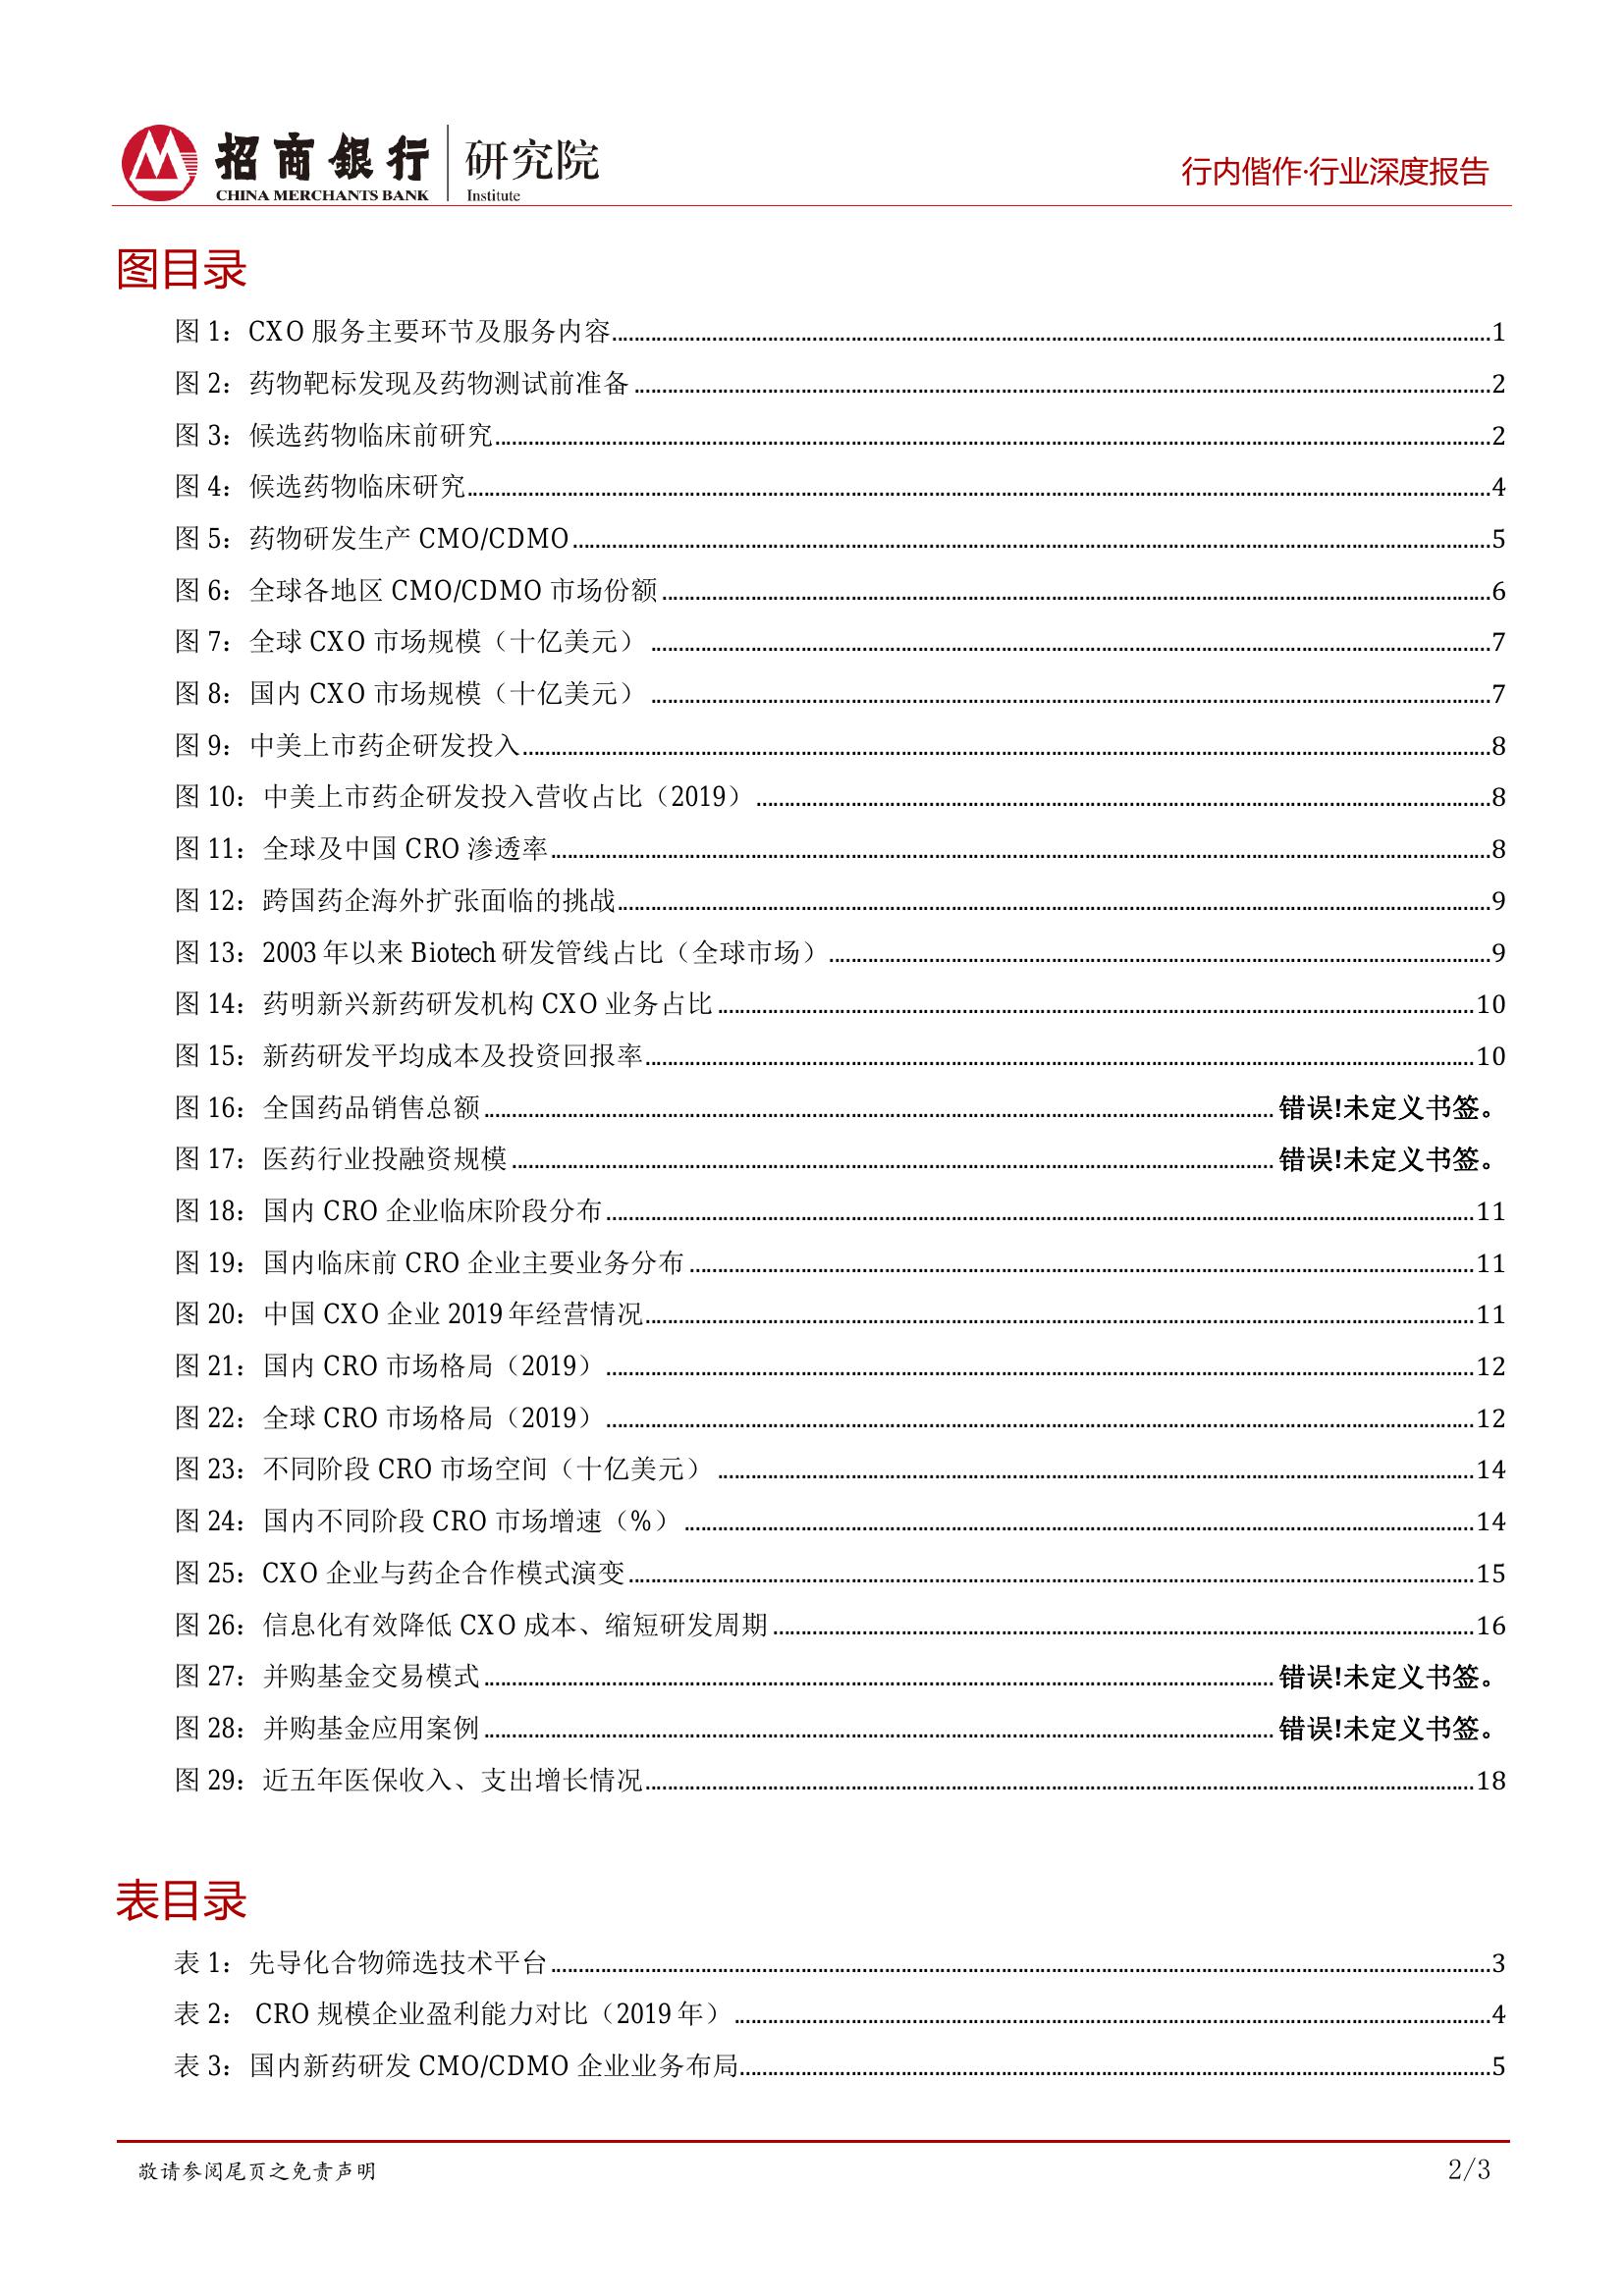 招商银行 研究院
CHINA MERCHANTS BANK Institute
行内偕作·行业深度报告
图目录
图 1：CXO 服务主要环节及服务内容........1
图 2：药物靶标发现及药物测试前准备........2
图 3：候选药物临床前研究........2
图 4：候选药物临床研究........4
图 5：药物研发生产 CMO/CDMO........5
图 6：全球各地区 CMO/CDMO 市场份额........6
图 7：全球 CXO 市场规模（十亿美元）........7
图 8：国内 CXO 市场规模（十亿美元）........7
图 9：中美上市药企研发投入........8
图 10：中美上市药企研发投入营收占比（2019）........8
图 11：全球及中国 CRO 渗透率........8
图 12：跨国药企海外扩张面临的挑战........9
图 13：2003 年以来 Biotech 研发管线占比（全球市场）........9
图 14：药明新兴新药研发机构 CXO 业务占比........10
图 15：新药研发平均成本及投资回报率........10
图 16：全国药品销售总额........错误!未定义书签。
图 17：医药行业投融资规模........错误!未定义书签。
图 18：国内 CRO 企业临床阶段分布........11
图 19：国内临床前 CRO 企业主要业务分布........11
图 20：中国 CXO 企业 2019 年经营情况........11
图 21：国内 CRO 市场格局（2019）........12
图 22：全球 CRO 市场格局（2019）........12
图 23：不同阶段 CRO 市场空间（十亿美元）........14
图 24：国内不同阶段 CRO 市场增速（%）........14
图 25：CXO 企业与药企合作模式演变........15
图 26：信息化有效降低 CXO 成本、缩短研发周期........16
图 27：并购基金交易模式........错误!未定义书签。
图 28：并购基金应用案例........错误!未定义书签。
图 29：近五年医保收入、支出增长情况........18
表目录
表 1：先导化合物筛选技术平台........3
表 2： CRO 规模企业盈利能力对比（2019 年）........4
表 3：国内新药研发 CMO/CDMO 企业业务布局........5
敬请参阅尾页之免责声明
2/3